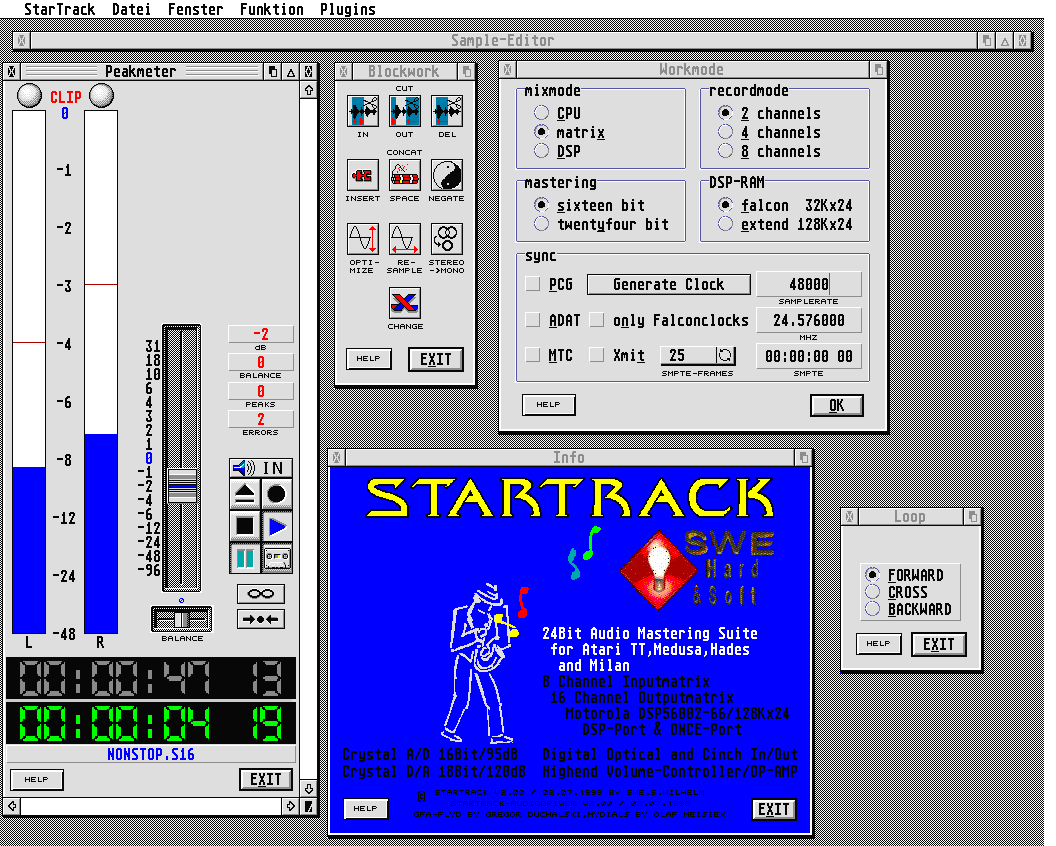 StarTrack Datei Fenster Funktion Plugins
Sample-Editor
Peakmeter
CLIP
0
-1
-2
-3
-4
-6
-8
-12
-24
-48
L R
31
18
10
6
4
3
2
1
0
-1
-2
-4
-6
-12
-24
-48
-96
0
BALANCE
-2
dB
0
BALANCE
0
PEAKS
2
ERRORS
IN
00:00:47 13
00:00:04 19
NONSTOP.S16
HELP EXIT
Blockwork
CUT
IN OUT DEL
CONCAT
INSERT SPACE NEGATE
OPTI-
MIZE
RE-
SAMPLE
STEREO
->MONO
CHANGE
HELP EXIT
Workmode
mixmode
CPU
matrix
DSP
recordmode
2 channels
4 channels
8 channels
mastering
sixteen bit
twentyfour bit
DSP-RAM
falcon 32Kx24
extend 128Kx24
sync
PCG Generate Clock 48000
SAMPLERATE
ADAT only Falconclocks 24.576000
MHZ
MTC Xmit 25 00:00:00 00
SMPTE-FRAMES SMPTE
HELP OK
Info
STARTRACK
SWE
Hard
&Soft
24Bit Audio Mastering Suite
for Atari TT,Medusa,Hades
and Milan
8 Channel Inputmatrix
16 Channel Outputmatrix
Motorola DSP56002-66/128Kx24
DSP-Port & DMCE-Port
Crystal A/D 16Bit/95dB Digital Optical and Cinch In/Out
Crystal D/A 18Bit/120dB Highend Volume-Controller/OP-AMP
HELP EXIT
Loop
FORWARD
CROSS
BACKWARD
HELP EXIT